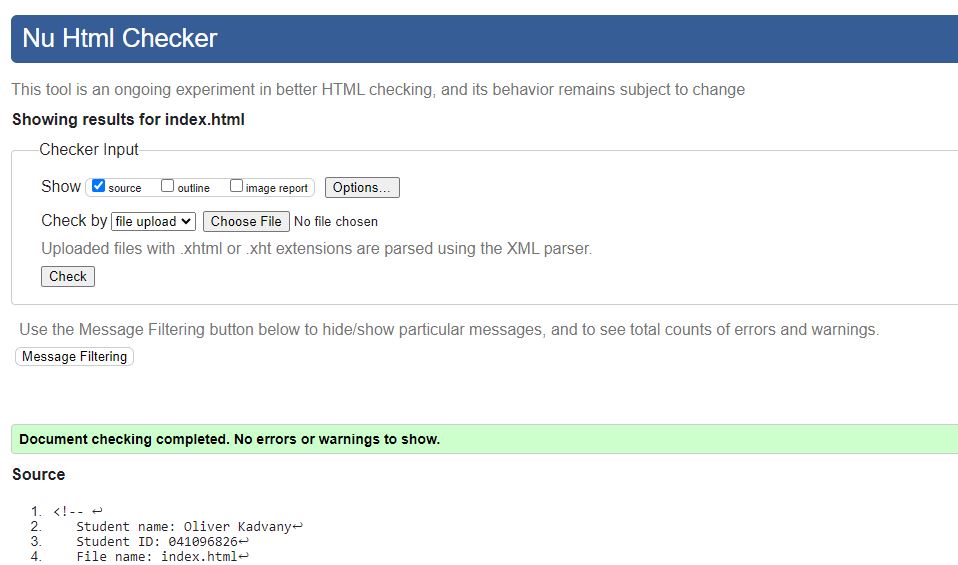 Nu Html Checker
This tool is an ongoing experiment in better HTML checking, and its behavior remains subject to change
Showing results for index.html
Checker Input
Show source outline image report Options...
Check by file upload Choose File No file chosen
Uploaded files with .xhtml or .xht extensions are parsed using the XML parser.
Check
Use the Message Filtering button below to hide/show particular messages, and to see total counts of errors and warnings.
Message Filtering
Document checking completed. No errors or warnings to show.
Source
1. <!-- ↩
2. Student name: Oliver Kadvany↩
3. Student ID: 041096826↩
4. File name: index.html↩